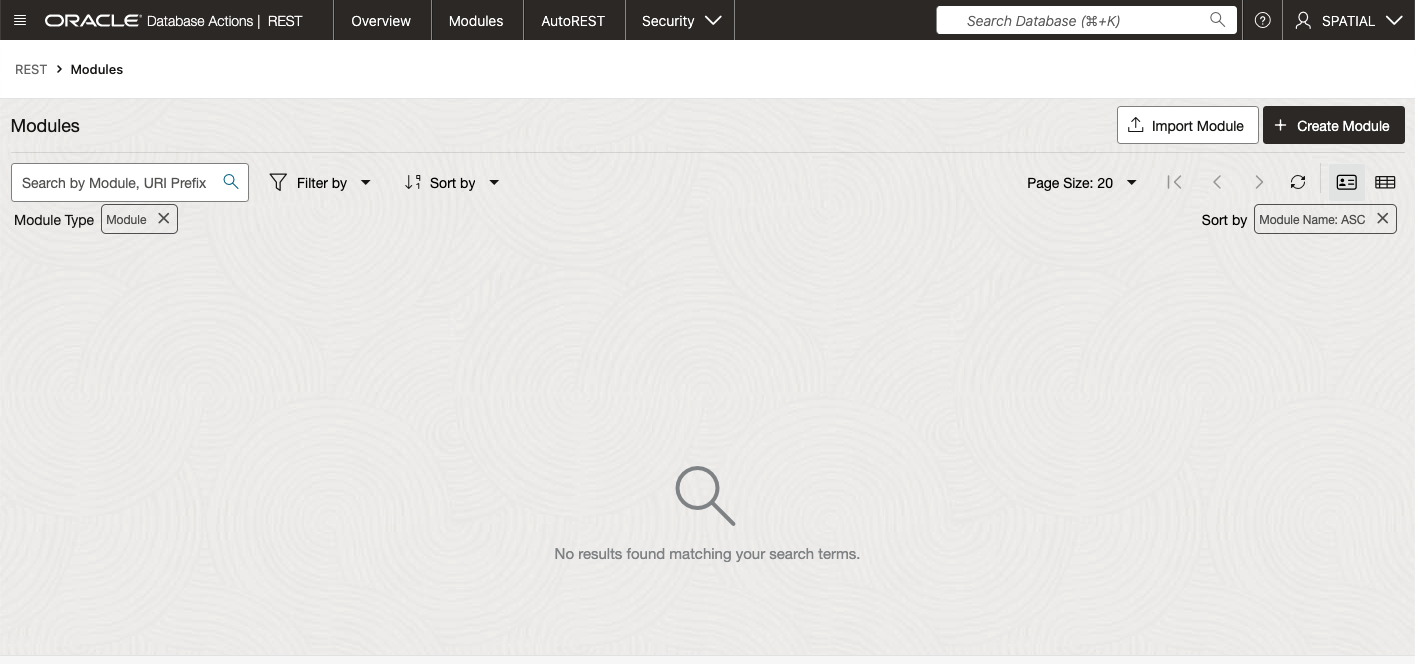 ORACLE Database Actions | REST Overview Modules AutoREST Security Search Database (⌘+K) SPATIAL
REST > Modules
Modules Import Module + Create Module
Search by Module, URI Prefix Filter by Sort by Page Size: 20
Module Type Module Sort by Module Name: ASC
No results found matching your search terms.